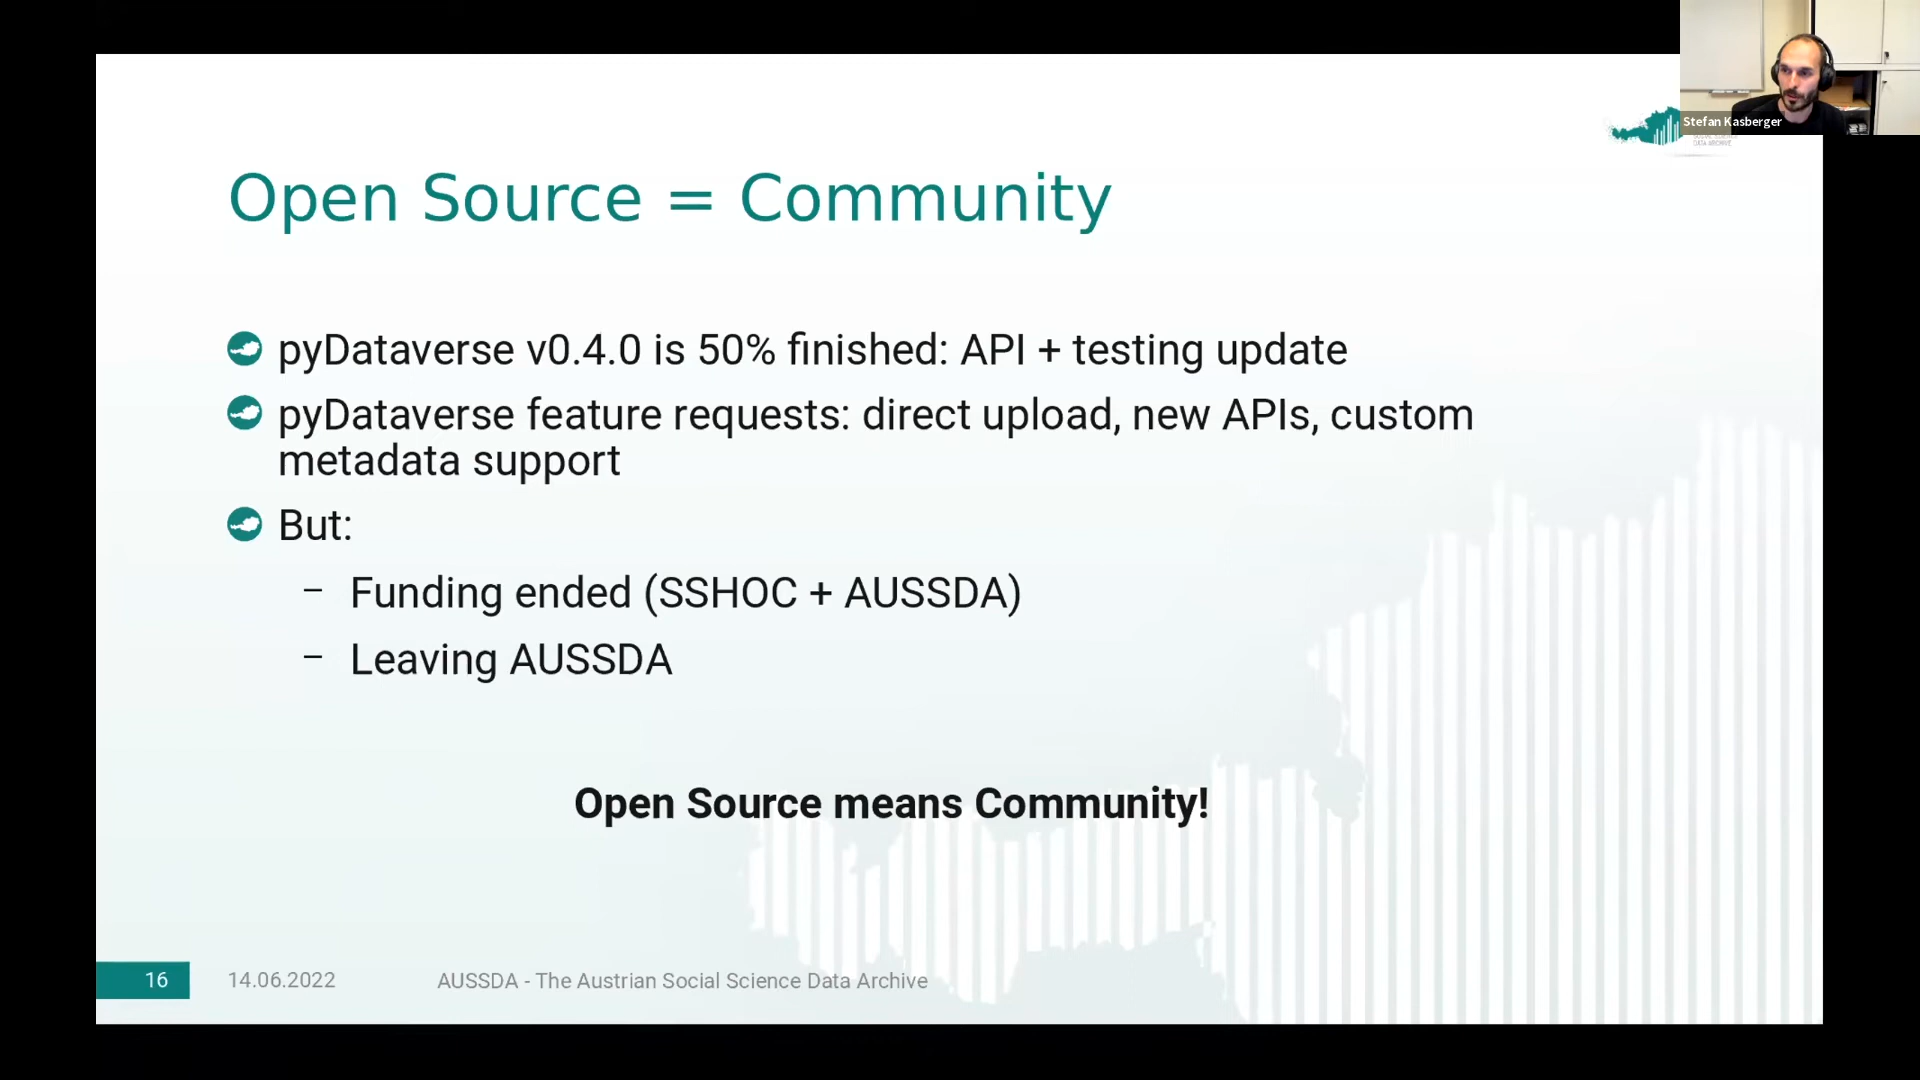 Stefan Kasberger
DATA ARCHIVE
Open Source = Community
pyDataverse v0.4.0 is 50% finished: API + testing update
pyDataverse feature requests: direct upload, new APIs, custom
metadata support
But:
– Funding ended (SSHOC + AUSSDA)
– Leaving AUSSDA
Open Source means Community!
16 14.06.2022 AUSSDA - The Austrian Social Science Data Archive